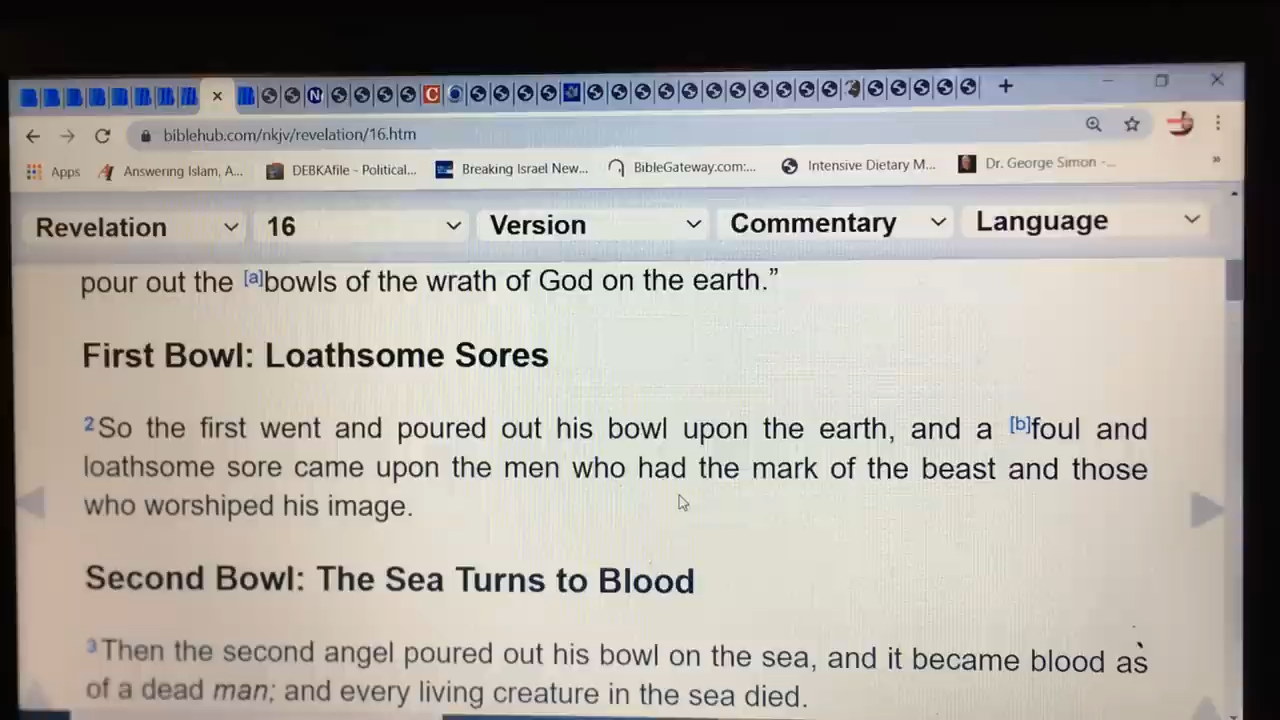 biblehub.com/nkjv/revelation/16.htm
Apps Answering Islam, A... DEBKAfile - Political... Breaking Israel New... BibleGateway.com:... Intensive Dietary M... Dr. George Simon -...
Revelation 16 Version Commentary Language
pour out the [a]bowls of the wrath of God on the earth.”
First Bowl: Loathsome Sores
2 So the first went and poured out his bowl upon the earth, and a [b]foul and
loathsome sore came upon the men who had the mark of the beast and those
who worshiped his image.
Second Bowl: The Sea Turns to Blood
3 Then the second angel poured out his bowl on the sea, and it became blood as
of a dead man; and every living creature in the sea died.